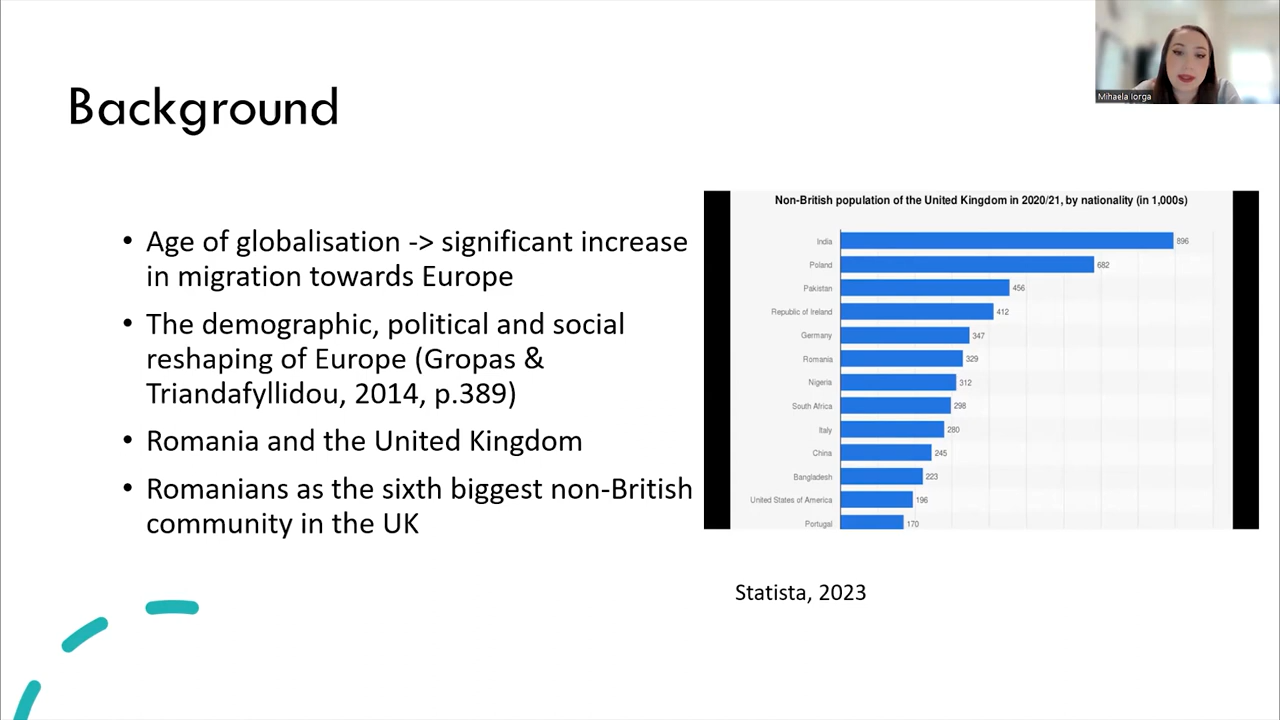 Mihaela Iorga
Background
• Age of globalisation -> significant increase
in migration towards Europe
• The demographic, political and social
reshaping of Europe (Gropas &
Triandafyllidou, 2014, p.389)
• Romania and the United Kingdom
• Romanians as the sixth biggest non-British
community in the UK
Non-British population of the United Kingdom in 2020/21, by nationality (in 1,000s)
India 896
Poland 682
Pakistan 456
Republic of Ireland 412
Germany 347
Romania 329
Nigeria 312
South Africa 298
Italy 280
China 245
Bangladesh 223
United States of America 196
Portugal 170
Statista, 2023